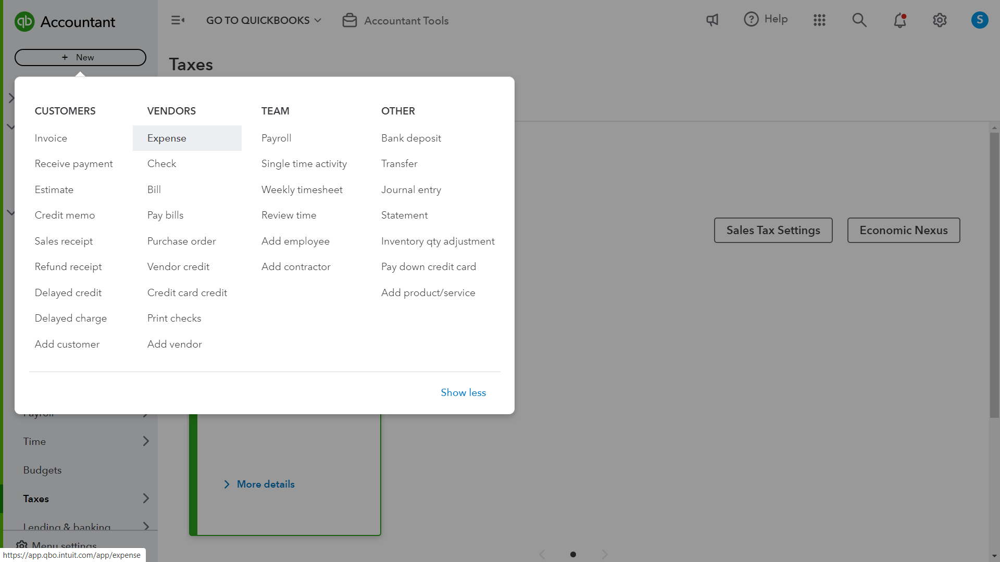 qb Accountant
GO TO QUICKBOOKS
Accountant Tools
Help
S
+ New
Taxes
CUSTOMERS
Invoice
Receive payment
Estimate
Credit memo
Sales receipt
Refund receipt
Delayed credit
Delayed charge
Add customer
VENDORS
Expense
Check
Bill
Pay bills
Purchase order
Vendor credit
Credit card credit
Print checks
Add vendor
TEAM
Payroll
Single time activity
Weekly timesheet
Review time
Add employee
Add contractor
OTHER
Bank deposit
Transfer
Journal entry
Statement
Inventory qty adjustment
Pay down credit card
Add product/service
Show less
Sales Tax Settings
Economic Nexus
Payroll
Time
Budgets
Taxes
Lending & banking
Menu settings
More details
https://app.qbo.intuit.com/app/expense